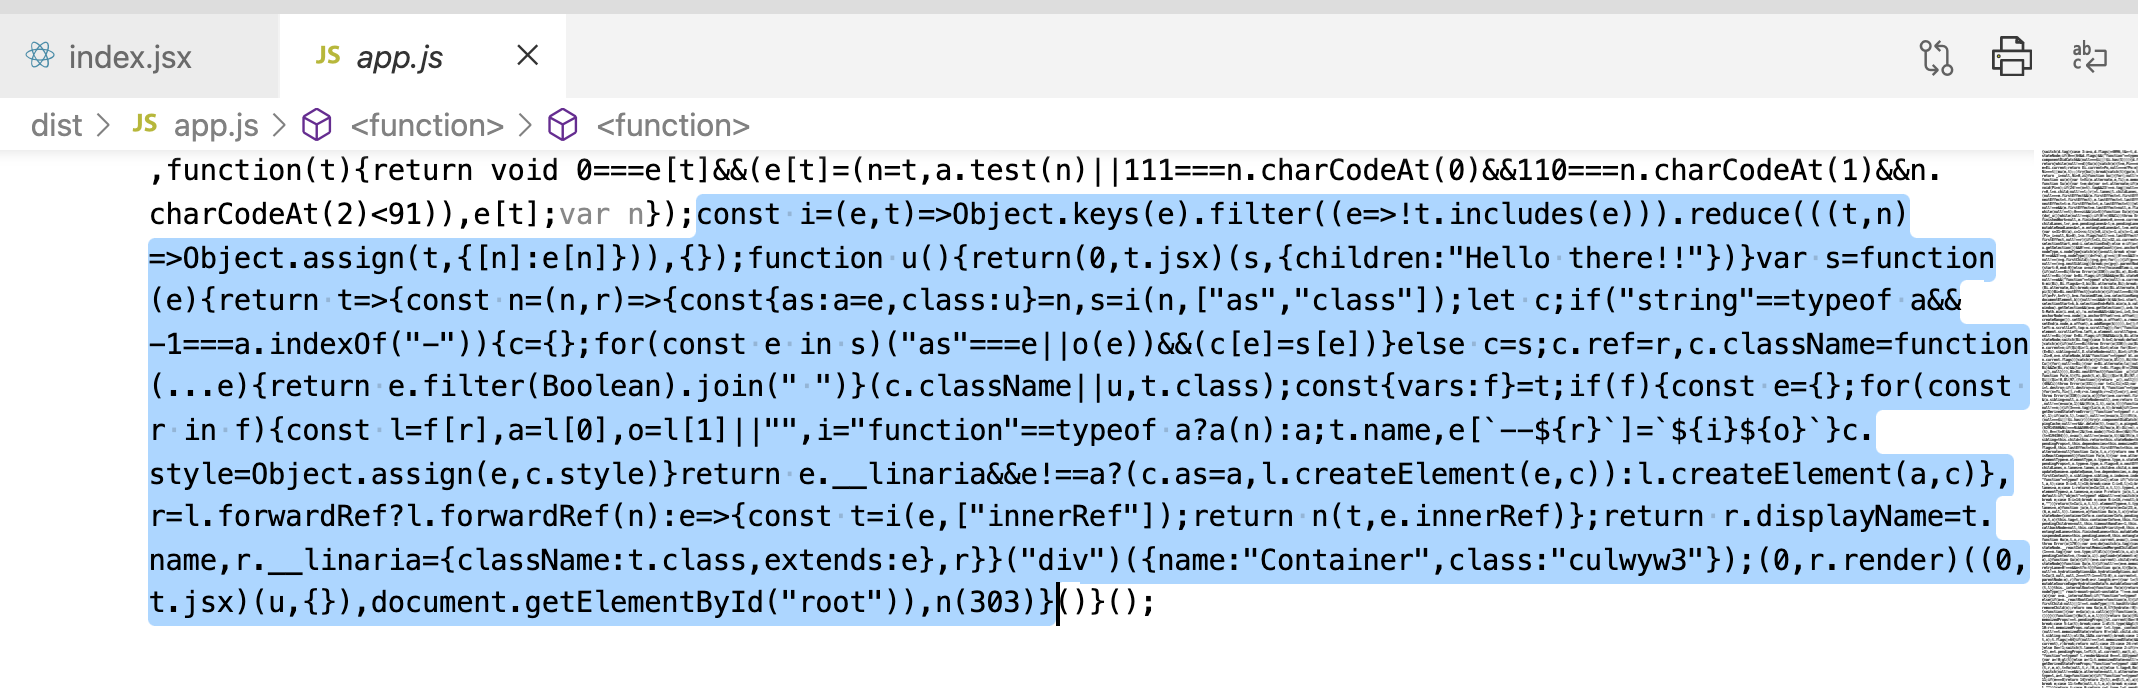 index.jsx
JS app.js
dist > JS app.js > <function> > <function>
,function(t){return void 0===e[t]&&(e[t]=(n=t,a.test(n)||111===n.charCodeAt(0)&&110===n.charCodeAt(1)&&n.
charCodeAt(2)<91)),e[t];var n});const i=(e,t)=>Object.keys(e).filter((e=>!t.includes(e))).reduce(((t,n)
=>Object.assign(t,{[n]:e[n]})),{});function u(){return(0,t.jsx)(s,{children:"Hello there!!"})}var s=function
(e){return t=>{const n=(n,r)=>{const{as:a=e,class:u}=n,s=i(n,["as","class"]);let c;if("string"==typeof a&&
-1===a.indexOf("-")){c={};for(const e in s)("as"===e||o(e))&&(c[e]=s[e])}else c=s;c.ref=r,c.className=function
(...e){return e.filter(Boolean).join(" ")}(c.className||u,t.class);const{vars:f}=t;if(f){const e={};for(const
r in f){const l=f[r],a=l[0],o=l[1]||"",i="function"==typeof a?a(n):a;t.name,e[`--${r}`]=`${i}${o}`}c.
style=Object.assign(e,c.style)}return e.__linaria&&e!==a?(c.as=a,l.createElement(e,c)):l.createElement(a,c)},
r=l.forwardRef?l.forwardRef(n):e=>{const t=i(e,["innerRef"]);return n(t,e.innerRef)};return r.displayName=t.
name,r.__linaria={className:t.class,extends:e},r}}("div")({name:"Container",class:"culwyw3"});(0,r.render)((0,
t.jsx)(u,{}),document.getElementById("root")),n(303)}()}();